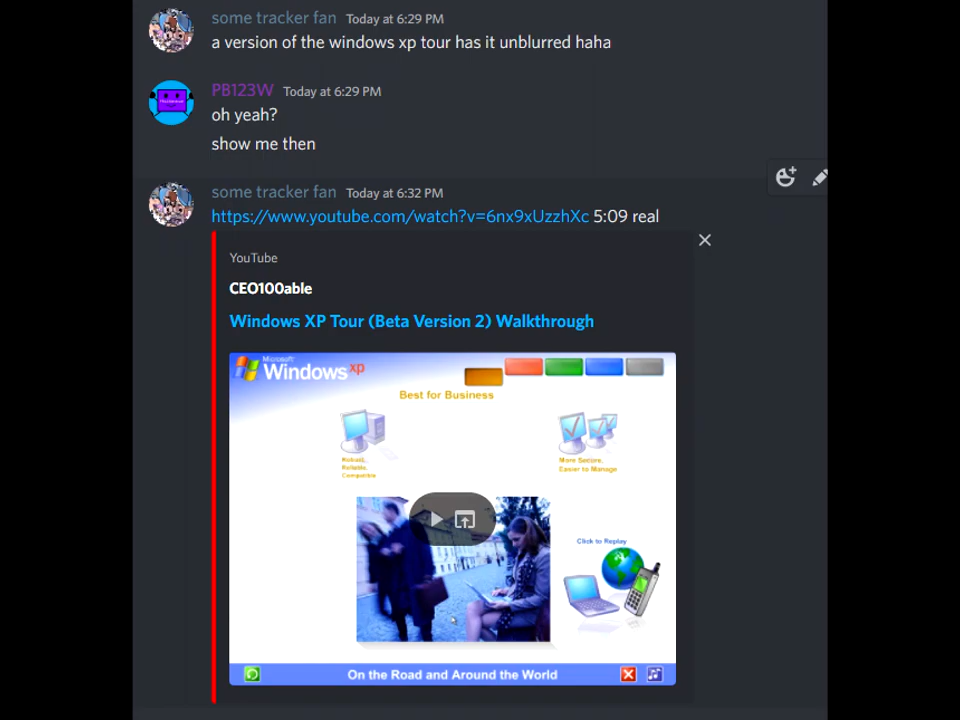 some tracker fan Today at 6:29 PM
a version of the windows xp tour has it unblurred haha
PB123W Today at 6:29 PM
oh yeah?
show me then
some tracker fan Today at 6:32 PM
https://www.youtube.com/watch?v=6nx9xUzzhXc 5:09 real
YouTube
CEO100able
Windows XP Tour (Beta Version 2) Walkthrough
Microsoft
Windows xp
Best for Business
Robust,
Reliable,
Compatible
More Secure,
Easier to Manage
Click to Replay
On the Road and Around the World